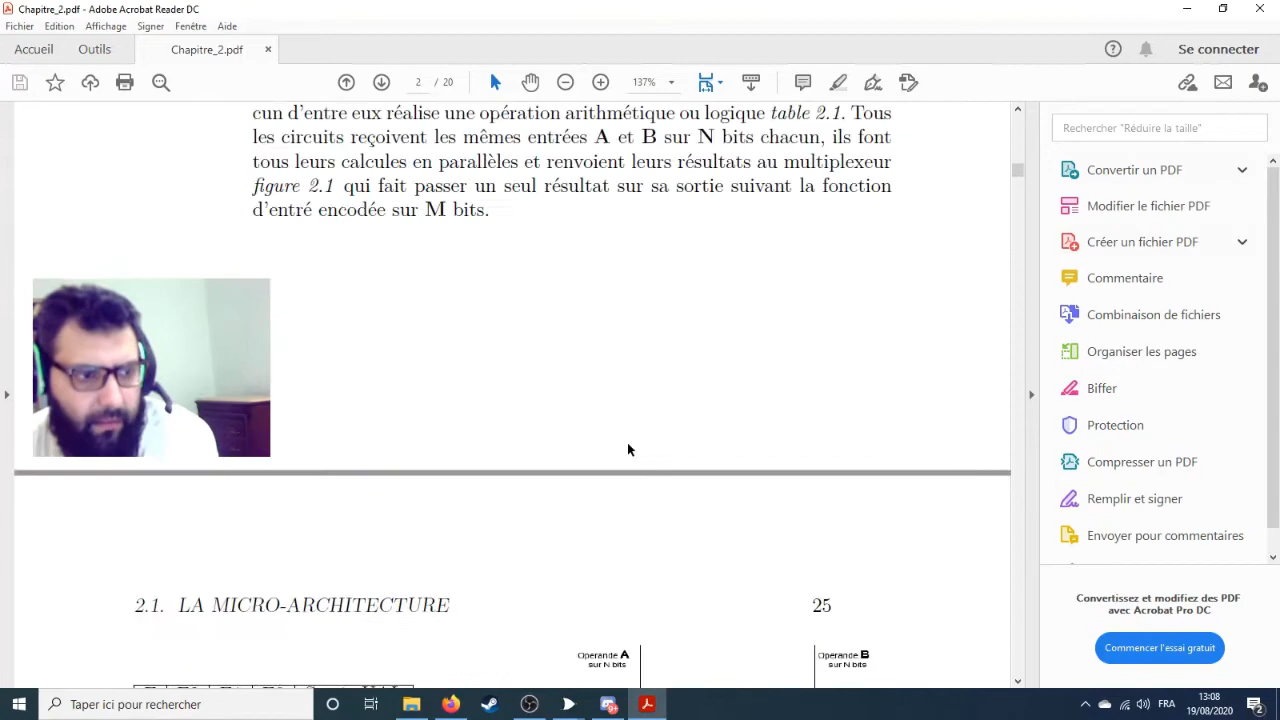 Chapitre_2.pdf - Adobe Acrobat Reader DC
Fichier Edition Affichage Signer Fenêtre Aide
Accueil Outils Chapitre_2.pdf × Se connecter
2 / 20 137%
cun d'entre eux réalise une opération arithmétique ou logique table 2.1. Tous
les circuits reçoivent les mêmes entrées A et B sur N bits chacun, ils font
tous leurs calcules en parallèles et renvoient leurs résultats au multiplexeur
figure 2.1 qui fait passer un seul résultat sur sa sortie suivant la fonction
d'entré encodée sur M bits.
2.1. LA MICRO-ARCHITECTURE 25
Operande A
sur N bits
Operande B
sur N bits
Rechercher "Réduire la taille"
Convertir un PDF
Modifier le fichier PDF
Créer un fichier PDF
Commentaire
Combinaison de fichiers
Organiser les pages
Biffer
Protection
Compresser un PDF
Remplir et signer
Envoyer pour commentaires
Convertissez et modifiez des PDF
avec Acrobat Pro DC
Commencer l'essai gratuit
Taper ici pour rechercher
FRA
13:08
19/08/2020
2